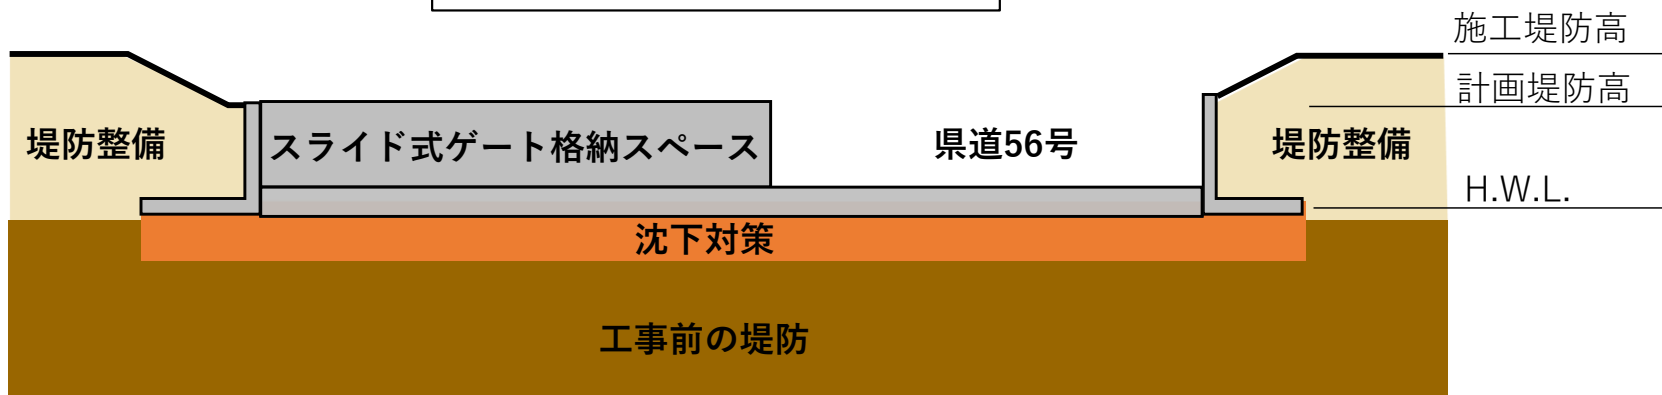 施工堤防高
計画堤防高
堤防整備
スライド式ゲート格納スペース
県道56号
堤防整備
H.W.L.
沈下対策
工事前の堤防